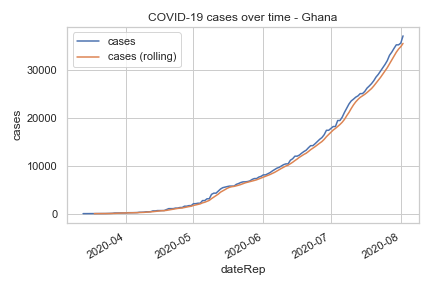 COVID-19 cases over time - Ghana
cases
cases (rolling)
30000
20000
10000
0
cases
2020-04
2020-05
2020-06
2020-07
2020-08
dateRep